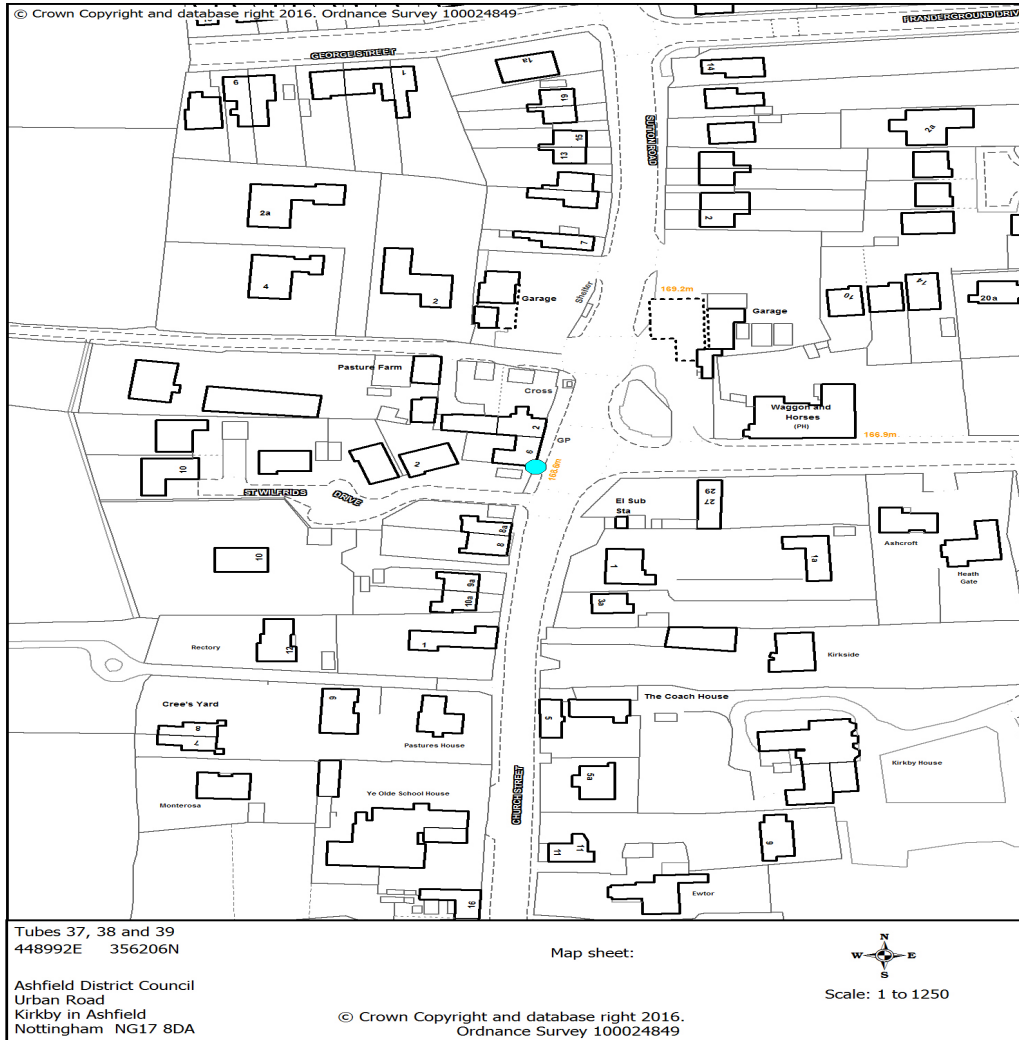 © Crown Copyright and database right 2016. Ordnance Survey 100024849
FRANDERGROUND DRIV
GEORGE STREET
1a
14
9
1
19
SUTTON ROAD
15
2a
13
2a
2
7
4
2
Shelter
169.2m
Garage
Garage
70
74
20a
Pasture Farm
Cross
Waggon and
Horses
(PH)
2
GP
166.9m
6
168.6m
10
2
ST WILFRIDS
DRIVE
El Sub
Sta
29
27
8a
8
Ashcroft
10
1
1a
Heath
Gate
9a
10a
3a
Rectory
12
1
Kirkside
Cree's Yard
6
The Coach House
8
7
Pastures House
5
Kirkby House
CHURCH STREET
5a
Monterosa
Ye Olde School House
11
11
9
16
Ewtor
Tubes 37, 38 and 39
448992E 356206N
Ashfield District Council
Urban Road
Kirkby in Ashfield
Nottingham NG17 8DA
Map sheet:
© Crown Copyright and database right 2016.
Ordnance Survey 100024849
N
W E
S
Scale: 1 to 1250